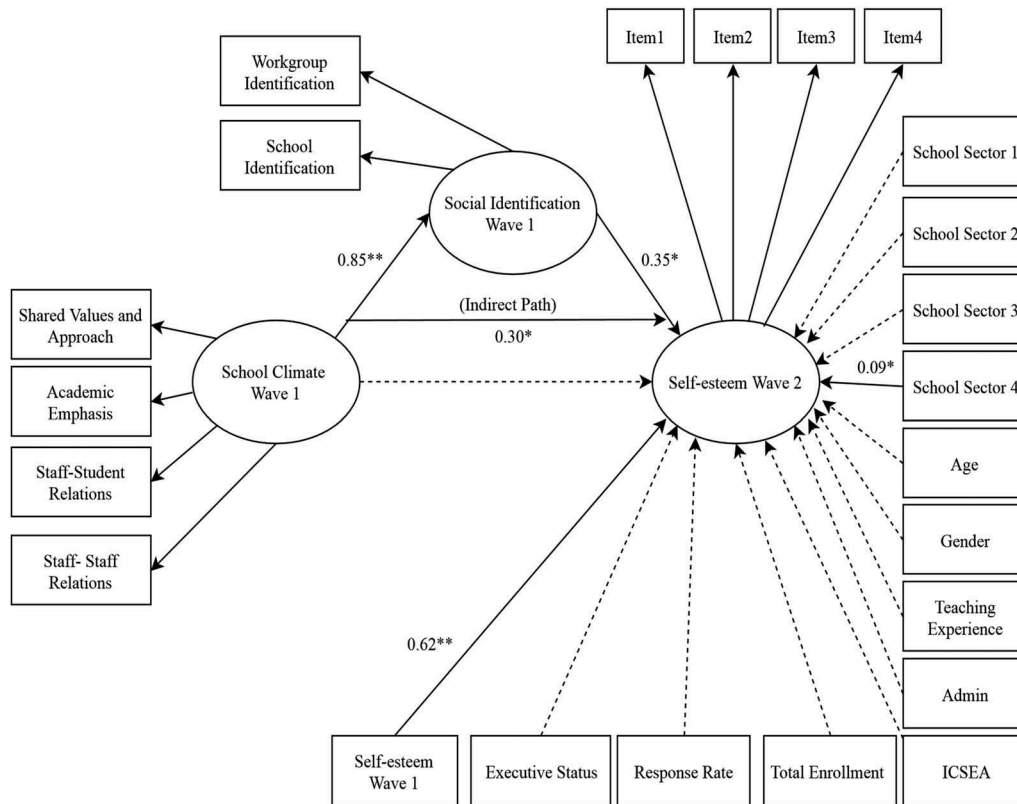 Item1
Item2
Item3
Item4
Workgroup
Identification
School
Identification
School Sector 1
Social Identification
Wave 1
School Sector 2
0.85**
0.35*
(Indirect Path)
0.30*
Shared Values and
Approach
School Sector 3
School Climate
Wave 1
Self-esteem Wave 2
0.09*
School Sector 4
Academic
Emphasis
Staff-Student
Relations
Age
Staff- Staff
Relations
Gender
Teaching
Experience
0.62**
Admin
Self-esteem
Wave 1
Executive Status
Response Rate
Total Enrollment
ICSEA